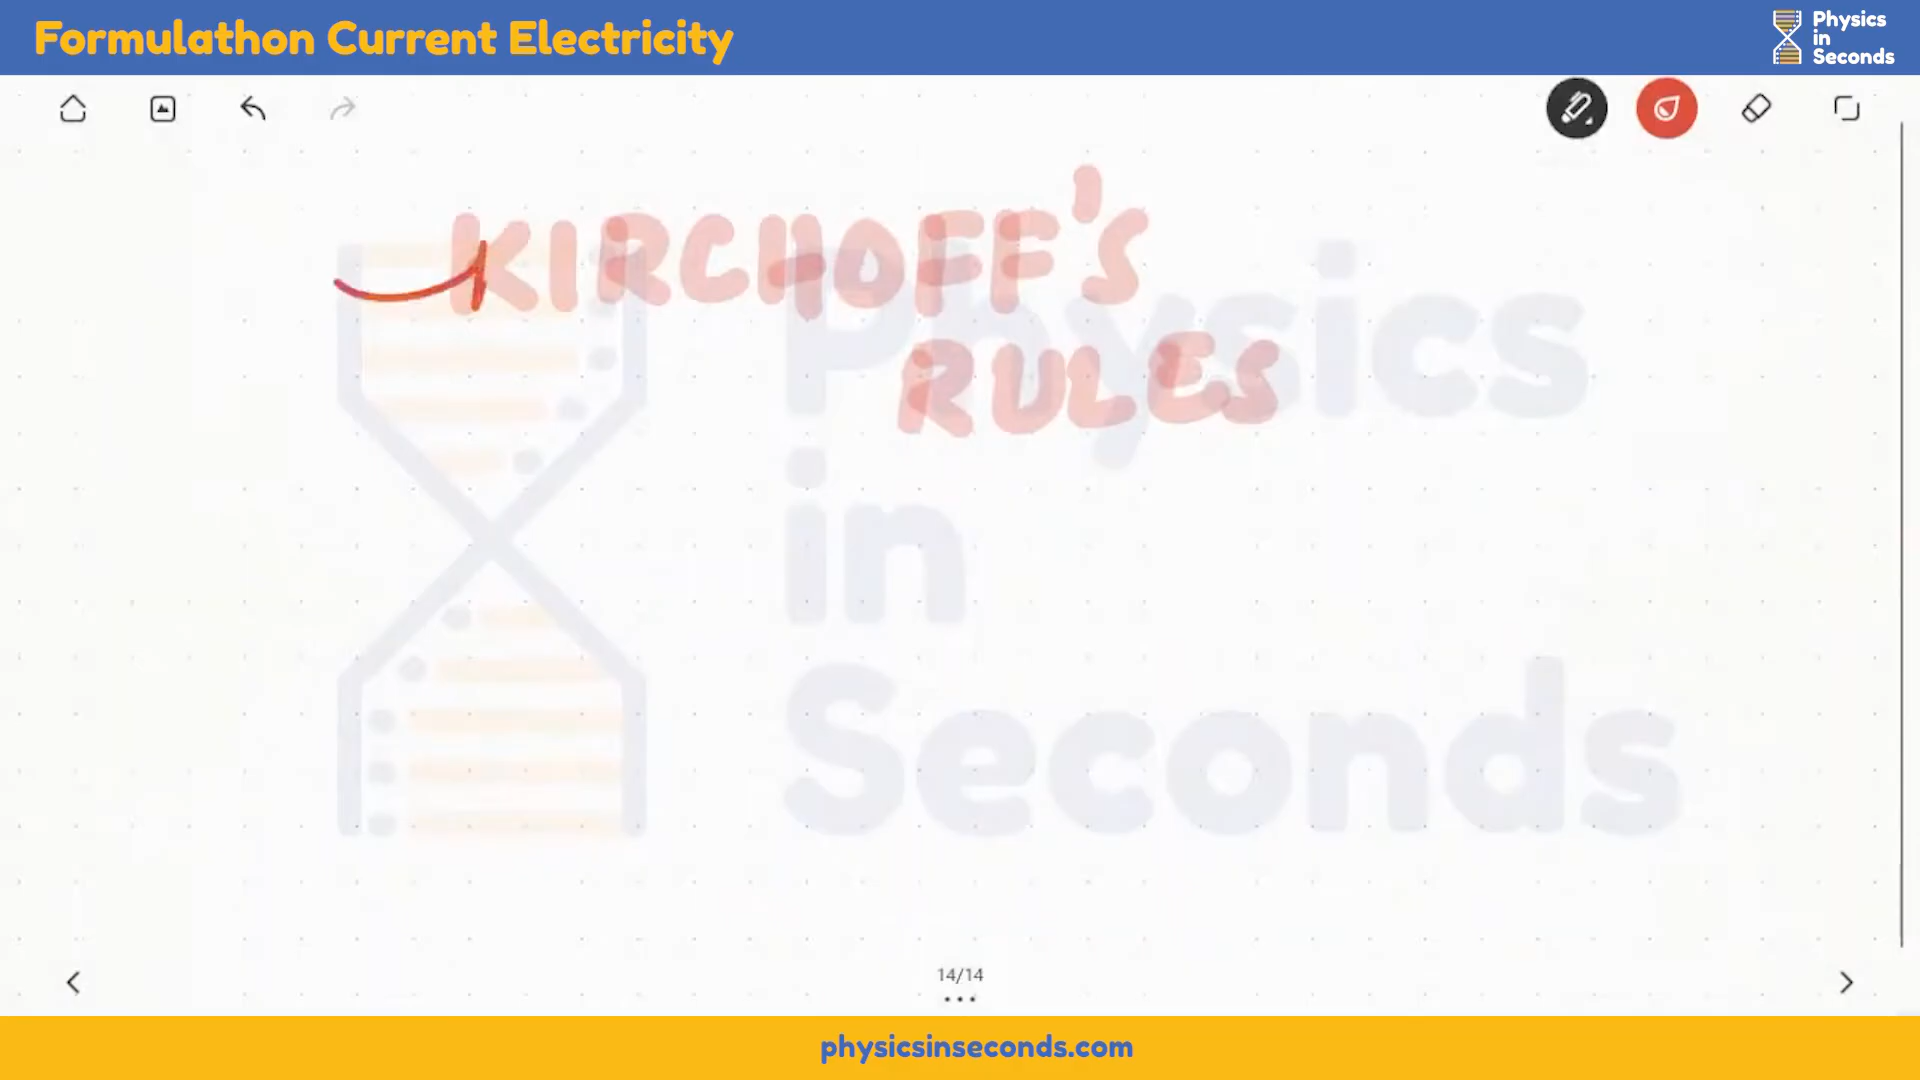 Formulathon Current Electricity
Physics
in
Seconds
KIRCHOFF'S
RULES
Physics
in
Seconds
14/14
physicsinseconds.com